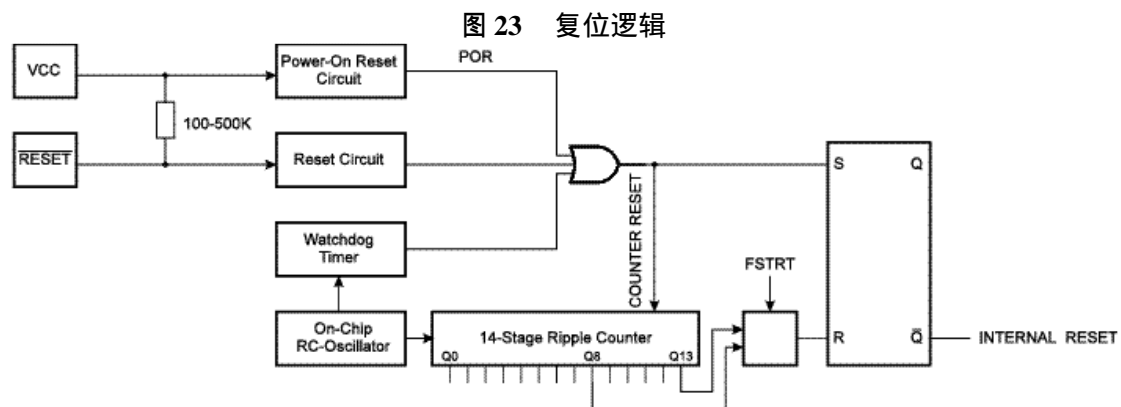 图 23 复位逻辑
VCC
Power-On Reset
Circuit
POR
100-500K
RESET
Reset Circuit
S
Q
COUNTER RESET
Watchdog
Timer
FSTRT
On-Chip
RC-Oscillator
14-Stage Ripple Counter
Q0
Q8
Q13
R
Q̅
INTERNAL RESET